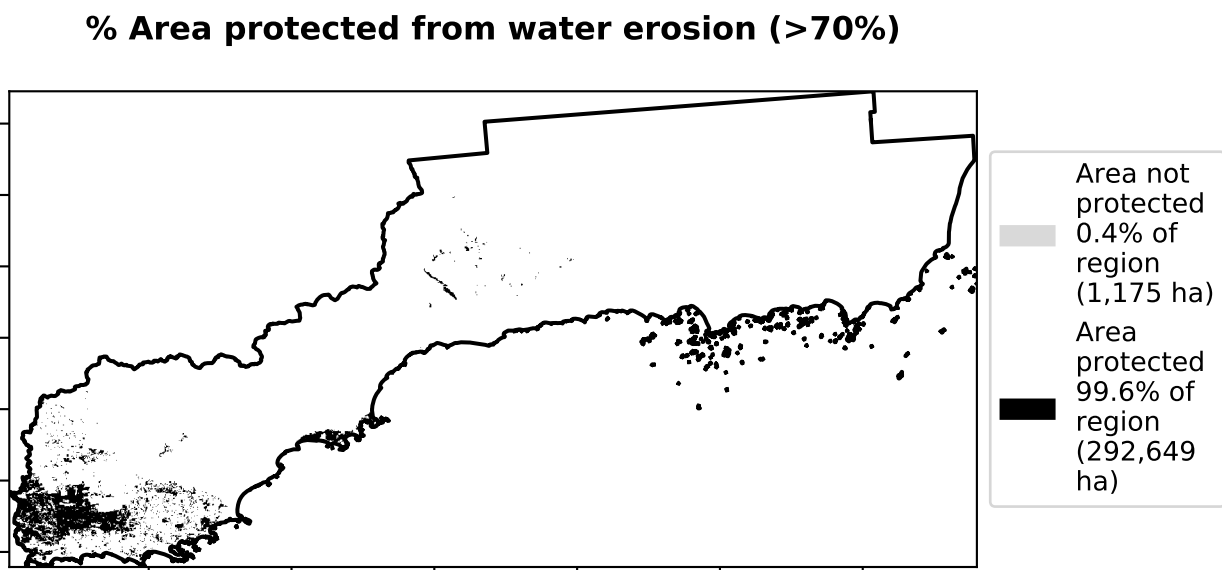 % Area protected from water erosion (>70%)
Area not
protected
0.4% of
region
(1,175 ha)
Area
protected
99.6% of
region
(292,649
ha)